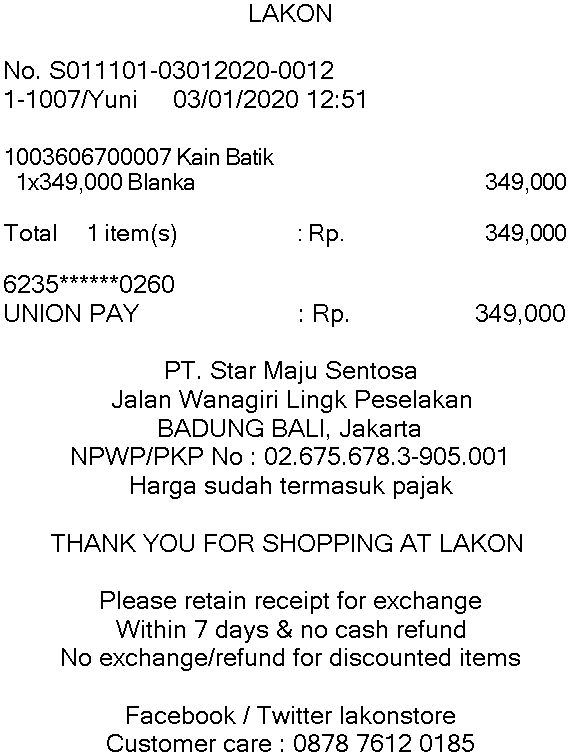 LAKON
No. S011101-03012020-0012
1-1007/Yuni 03/01/2020 12:51
1003606700007 Kain Batik
1x349,000 Blanka 349,000
Total 1 item(s) : Rp. 349,000
6235******0260
UNION PAY : Rp. 349,000
PT. Star Maju Sentosa
Jalan Wanagiri Lingk Peselakan
BADUNG BALI, Jakarta
NPWP/PKP No : 02.675.678.3-905.001
Harga sudah termasuk pajak
THANK YOU FOR SHOPPING AT LAKON
Please retain receipt for exchange
Within 7 days & no cash refund
No exchange/refund for discounted items
Facebook / Twitter lakonstore
Customer care : 0878 7612 0185